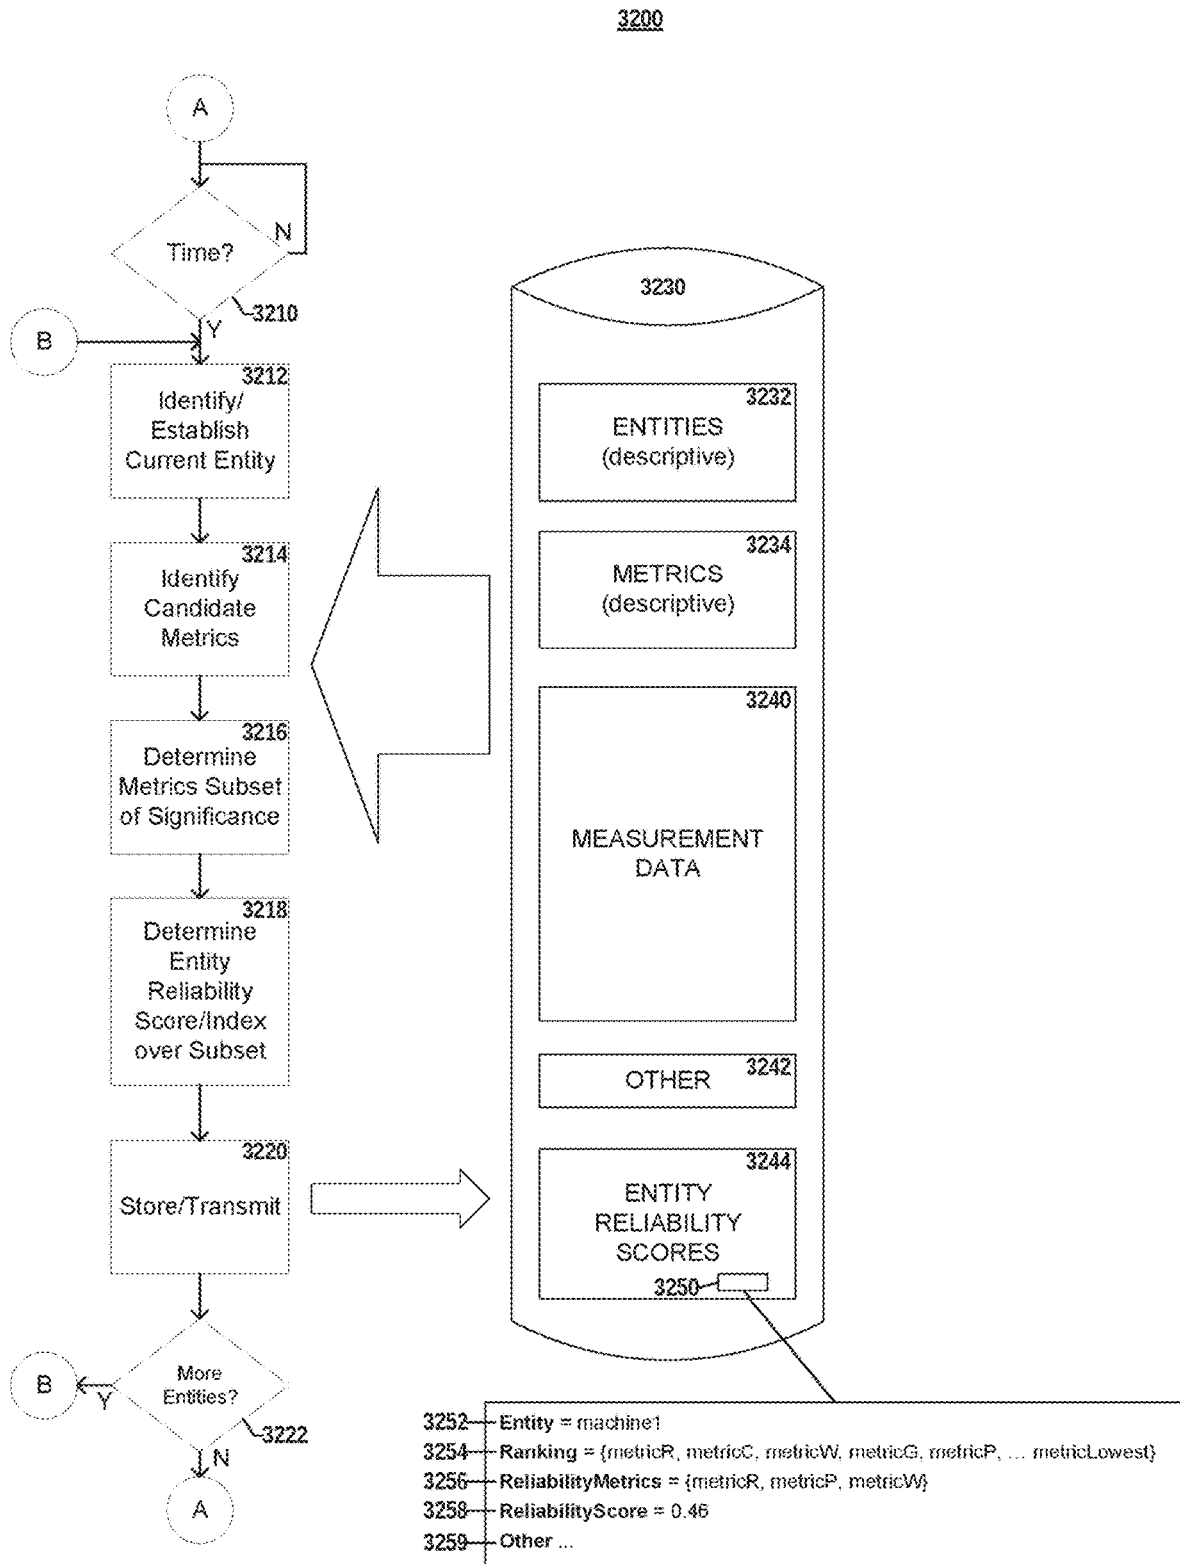 3200
A
Time?
N
3210
Y
B
3212
Identify/
Establish
Current Entity
3214
Identify
Candidate
Metrics
3216
Determine
Metrics Subset
of Significance
3218
Determine
Entity
Reliability
Score/Index
over Subset
3220
Store/Transmit
More
Entities?
B
Y
3222
N
A
3230
3232
ENTITIES
(descriptive)
3234
METRICS
(descriptive)
3240
MEASUREMENT
DATA
3242
OTHER
3244
ENTITY
RELIABILITY
SCORES
3250
3252 Entity = machine1
3254 Ranking = {metricR, metricC, metricW, metricG, metricP, ... metricLowest}
3256 ReliabilityMetrics = {metricR, metricP, metricW}
3258 ReliabilityScore = 0.46
3259 Other ...